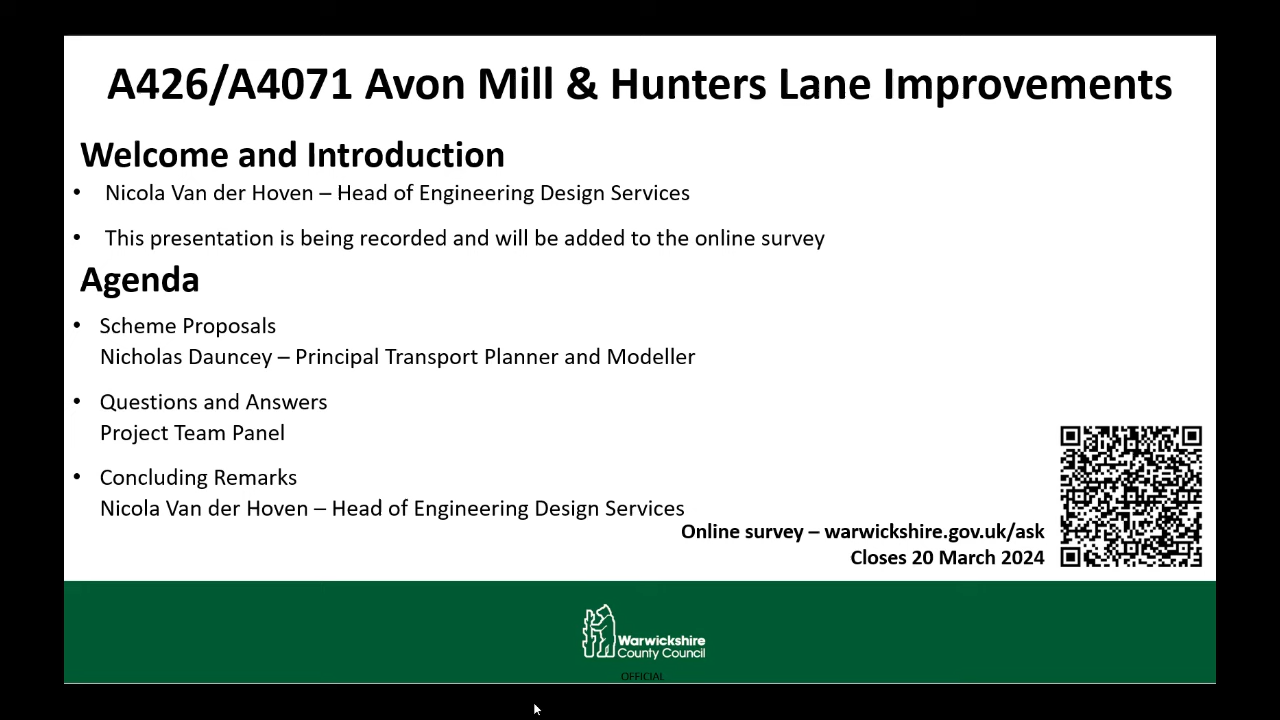 A426/A4071 Avon Mill & Hunters Lane Improvements
Welcome and Introduction
• Nicola Van der Hoven – Head of Engineering Design Services
• This presentation is being recorded and will be added to the online survey
Agenda
• Scheme Proposals
Nicholas Dauncey – Principal Transport Planner and Modeller
• Questions and Answers
Project Team Panel
• Concluding Remarks
Nicola Van der Hoven – Head of Engineering Design Services
Online survey – warwickshire.gov.uk/ask
Closes 20 March 2024
Warwickshire
County Council
OFFICIAL